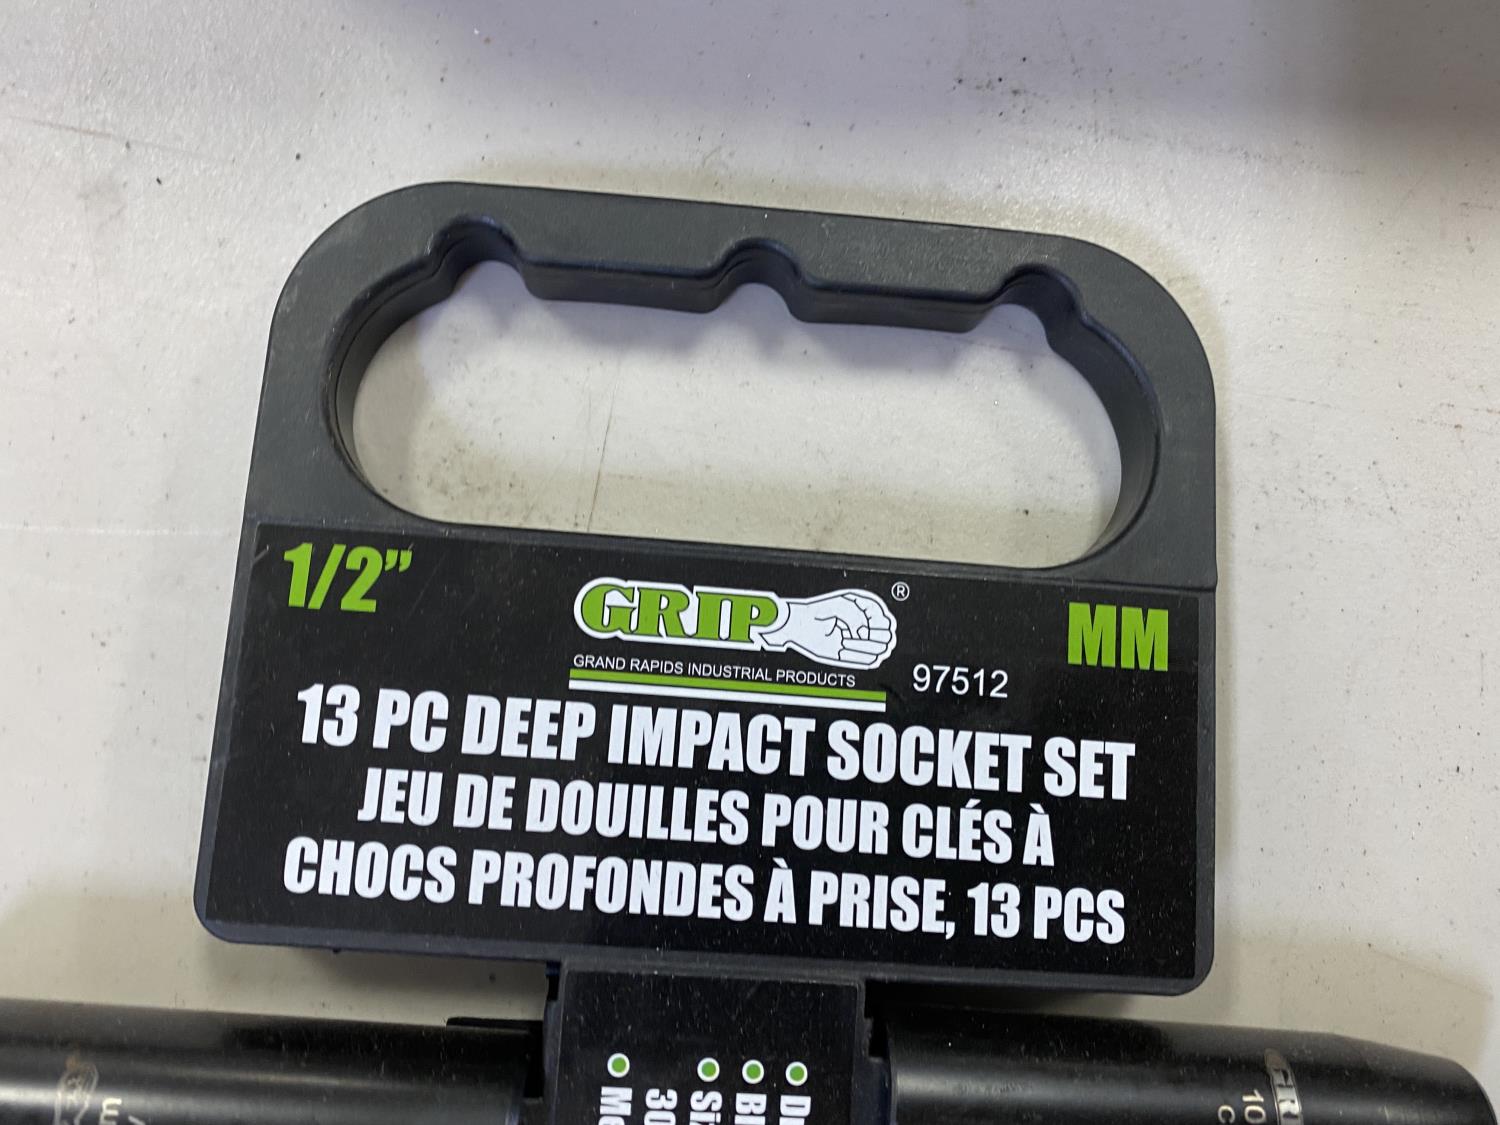 1/2”
GRIP®
MM
GRAND RAPIDS INDUSTRIAL PRODUCTS
97512
13 PC DEEP IMPACT SOCKET SET
JEU DE DOUILLES POUR CLÉS À
CHOCS PROFONDES À PRISE, 13 PCS